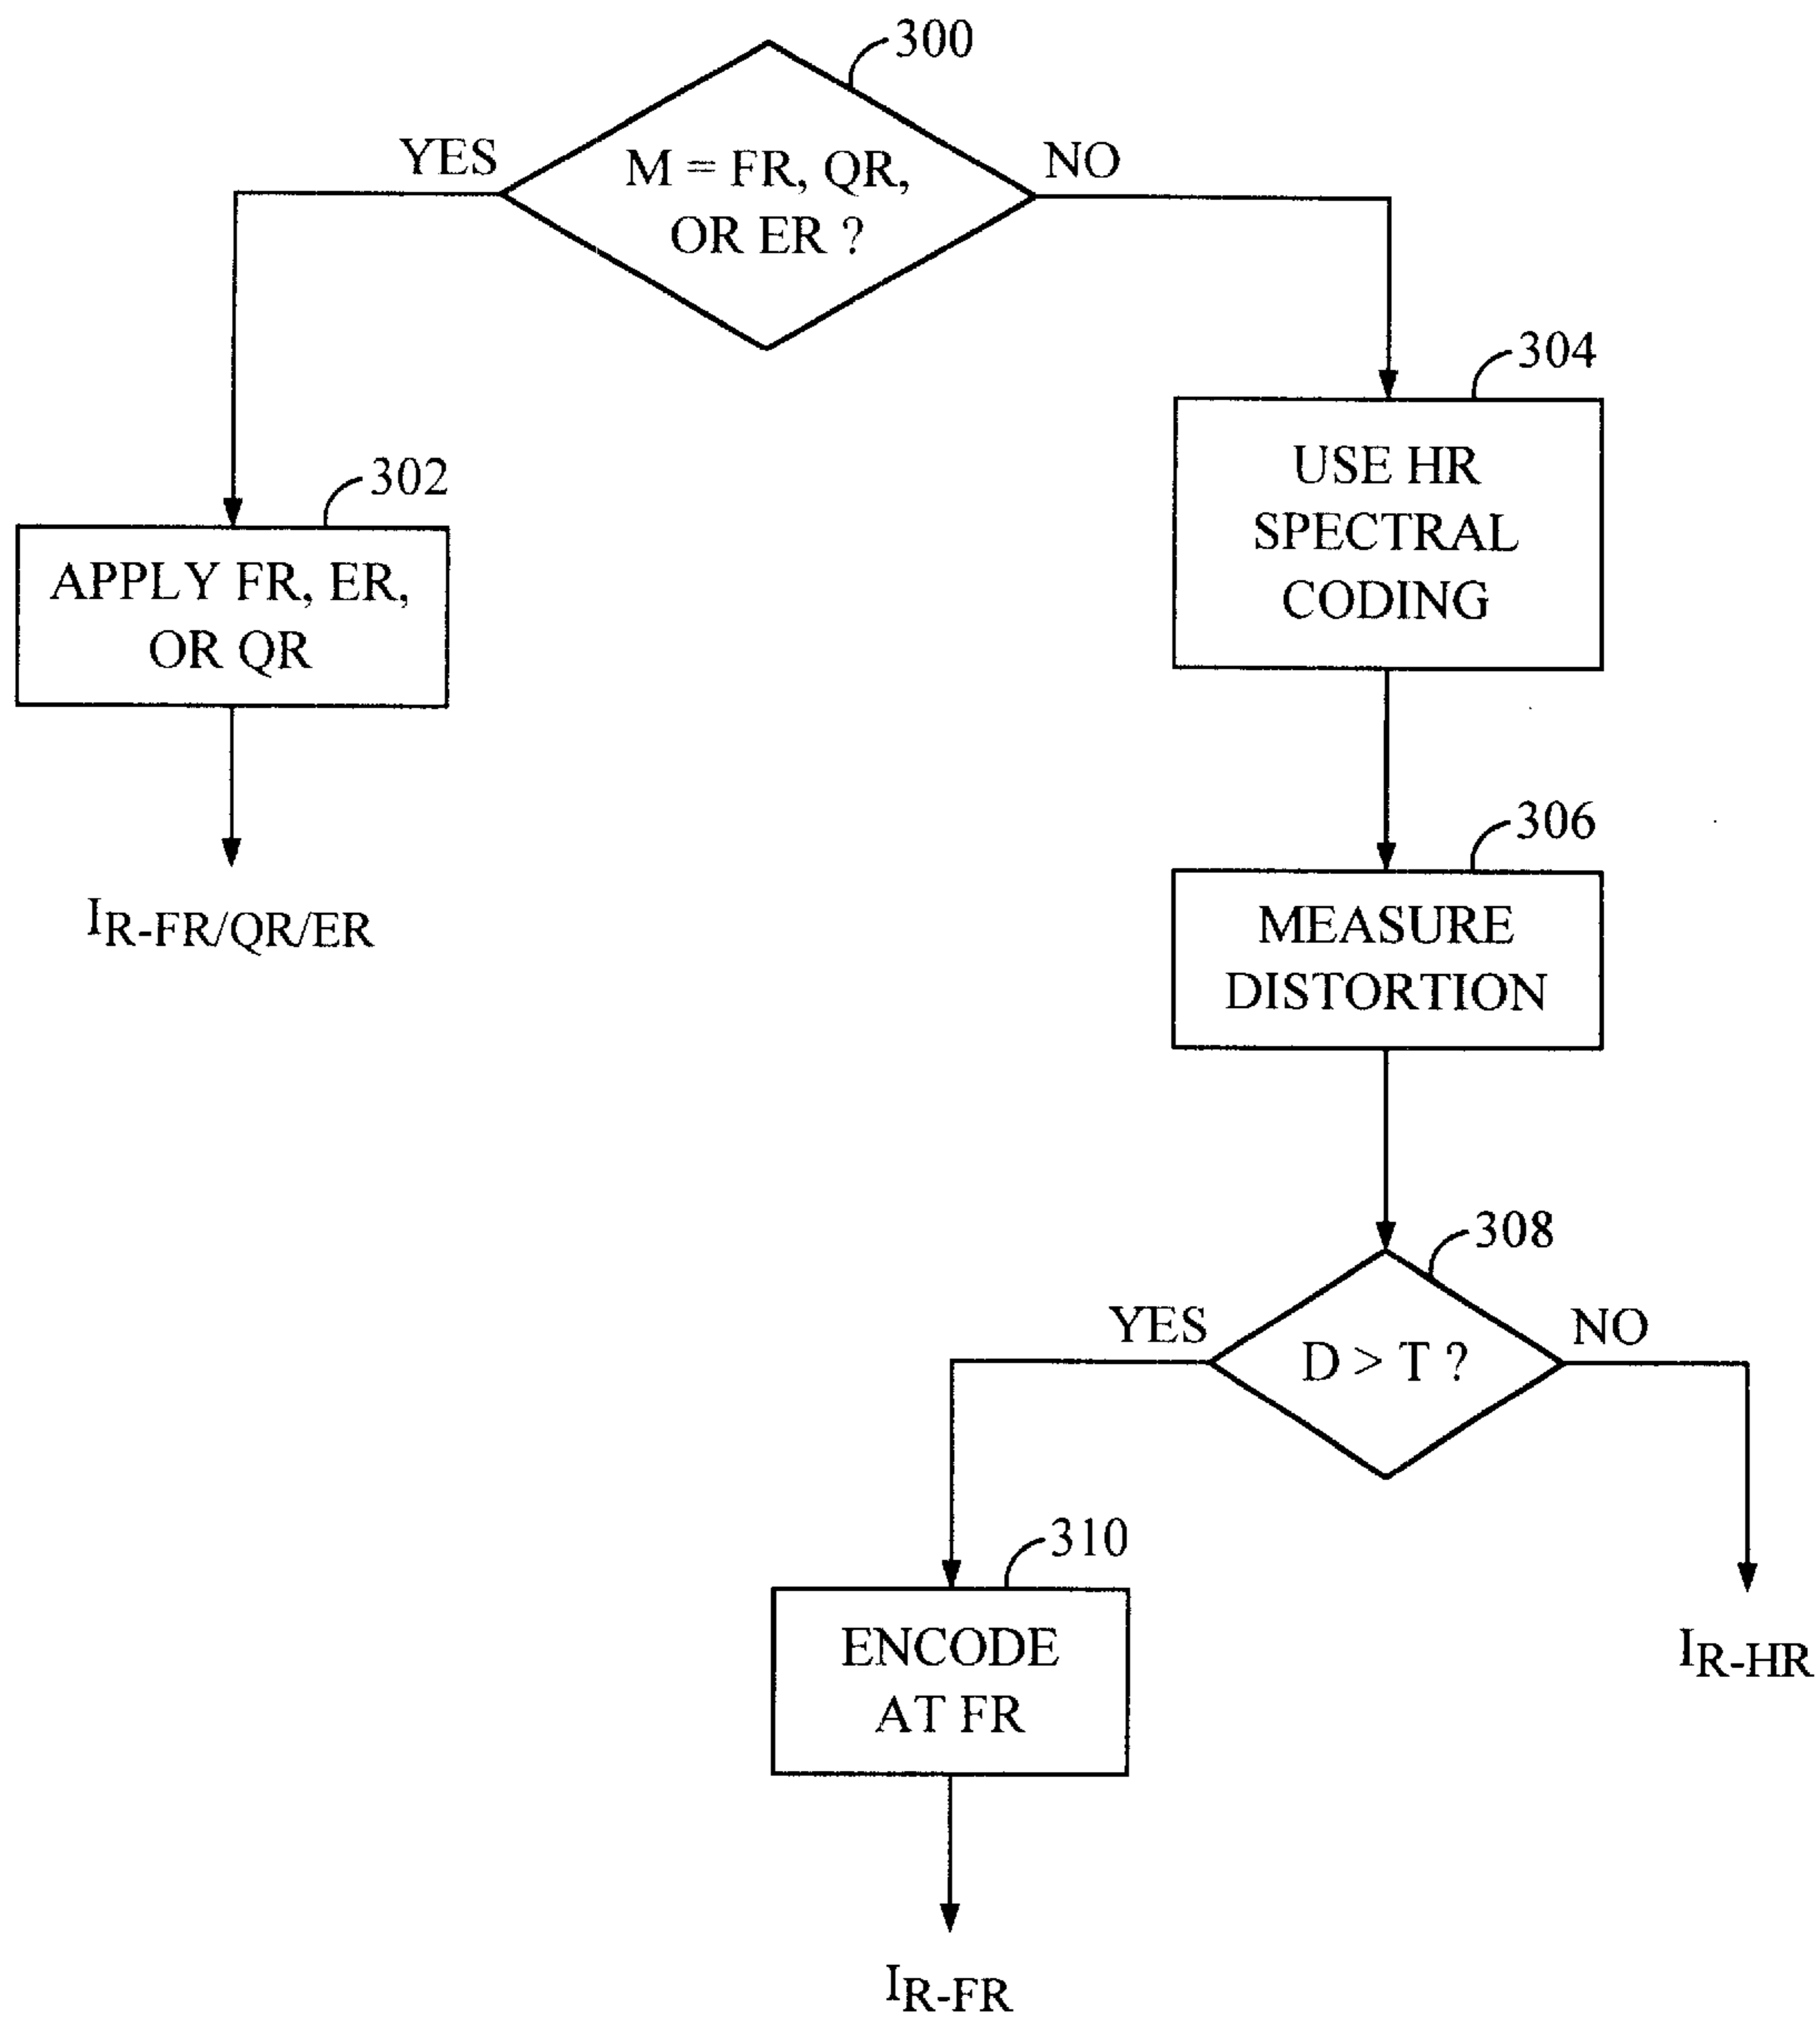 300
YES
M = FR, QR,
OR ER ?
NO
304
USE HR
SPECTRAL
CODING
302
APPLY FR, ER,
OR QR
306
MEASURE
DISTORTION
IR-FR/QR/ER
308
YES
D > T ?
NO
310
ENCODE
AT FR
IR-HR
IR-FR